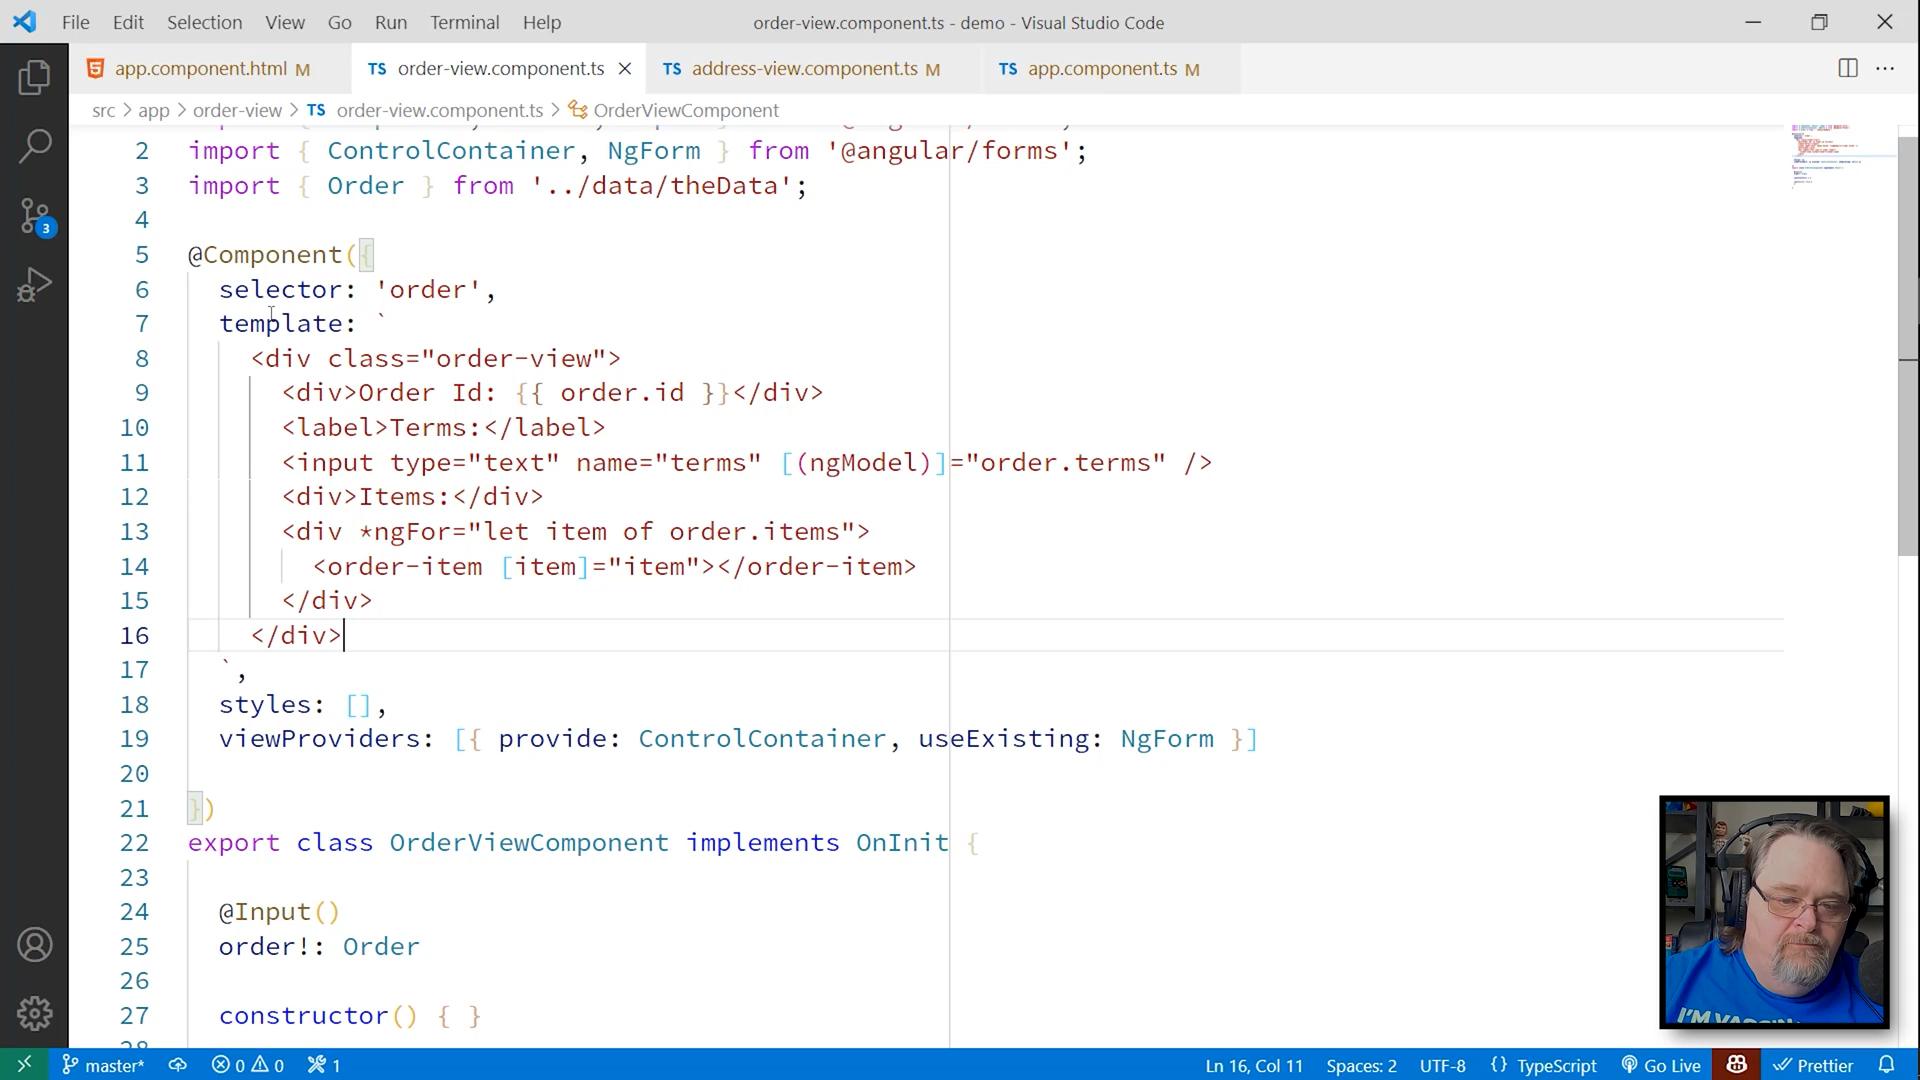 File Edit Selection View Go Run Terminal Help order-view.component.ts - demo - Visual Studio Code
app.component.html M TS order-view.component.ts TS address-view.component.ts M TS app.component.ts M
src > app > order-view > TS order-view.component.ts > OrderViewComponent
2 import { ControlContainer, NgForm } from '@angular/forms';
3 import { Order } from '../data/theData';
4
5 @Component({
6 selector: 'order',
7 template: `
8 <div class="order-view">
9 <div>Order Id: {{ order.id }}</div>
10 <label>Terms:</label>
11 <input type="text" name="terms" [(ngModel)]="order.terms" />
12 <div>Items:</div>
13 <div *ngFor="let item of order.items">
14 <order-item [item]="item"></order-item>
15 </div>
16 </div>
17 `,
18 styles: [],
19 viewProviders: [{ provide: ControlContainer, useExisting: NgForm }]
20
21 })
22 export class OrderViewComponent implements OnInit {
23
24 @Input()
25 order!: Order
26
27 constructor() { }
3
I'M
master* 0 0 1 Ln 16, Col 11 Spaces: 2 UTF-8 {} TypeScript Go Live Prettier